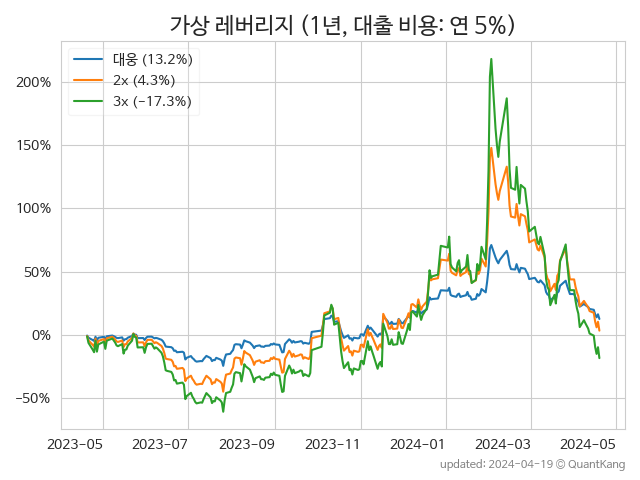 가상 레버리지 (1년, 대출 비용: 연 5%)
대웅 (13.2%)
2x (4.3%)
3x (−17.3%)
200%
150%
100%
50%
0%
−50%
2023-05 2023-07 2023-09 2023-11 2024-01 2024-03 2024-05
updated: 2024-04-19 © QuantKang